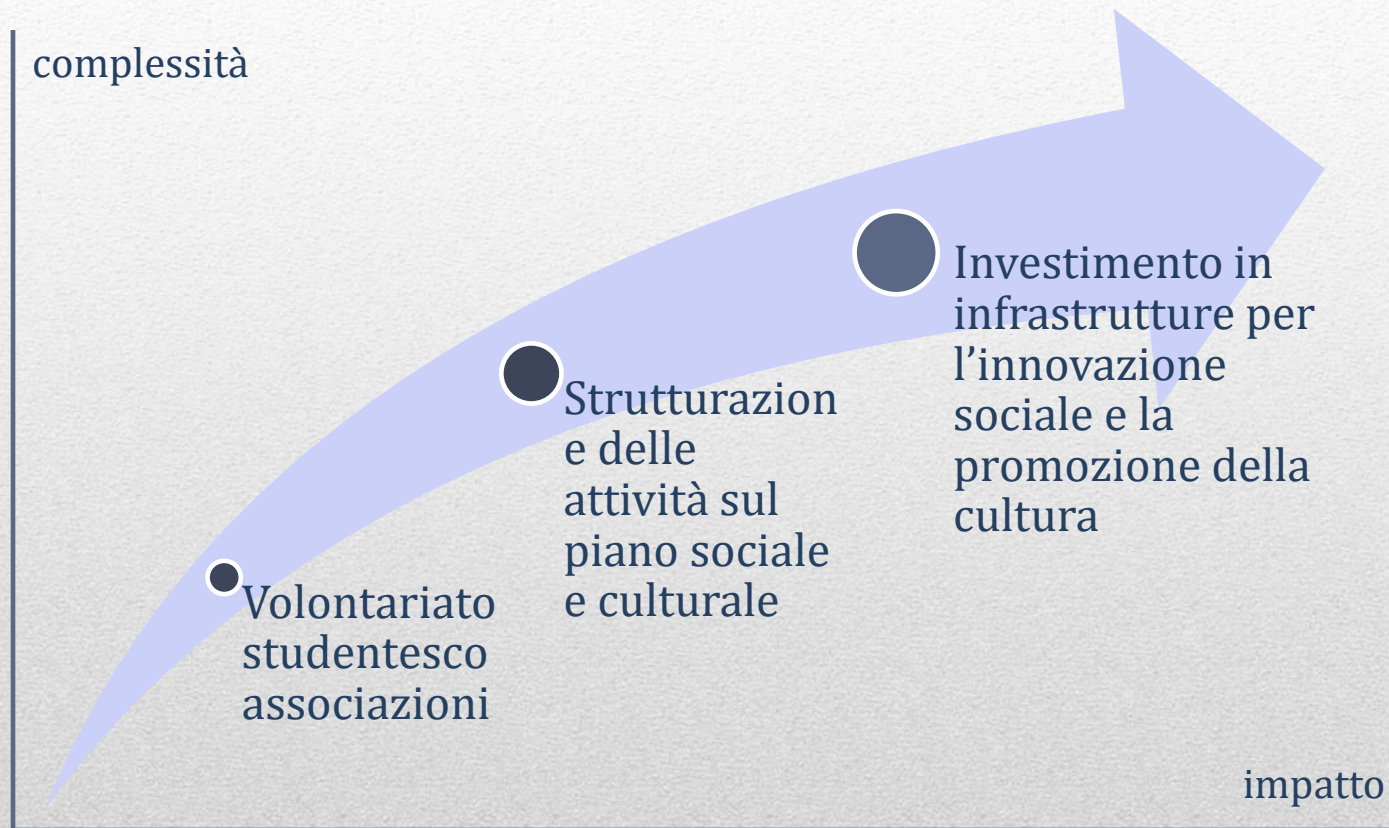 complessità
Investimento in
infrastrutture per
l’innovazione
sociale e la
promozione della
cultura
Strutturazion
e delle
attività sul
piano sociale
e culturale
Volontariato
studentesco
associazioni
impatto